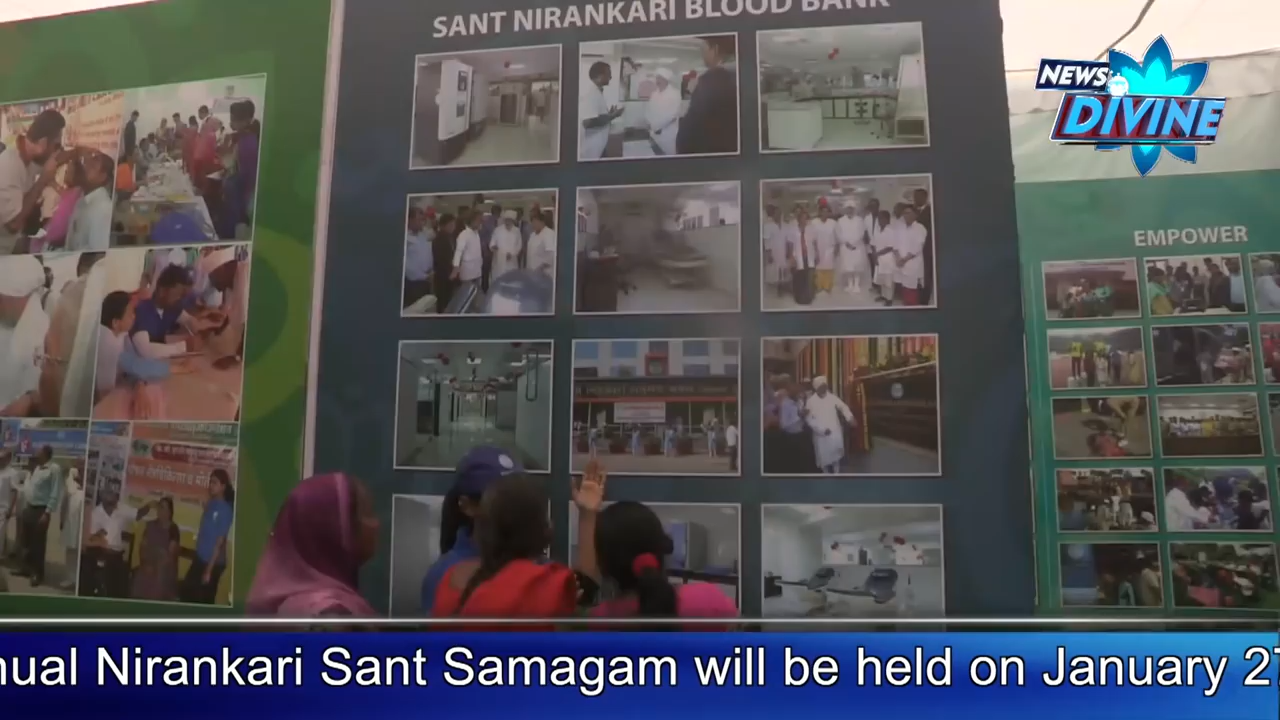 SANT NIRANKARI BLOOD BANK
NEWS
DIVINE
EMPOWER
nual Nirankari Sant Samagam will be held on January 27